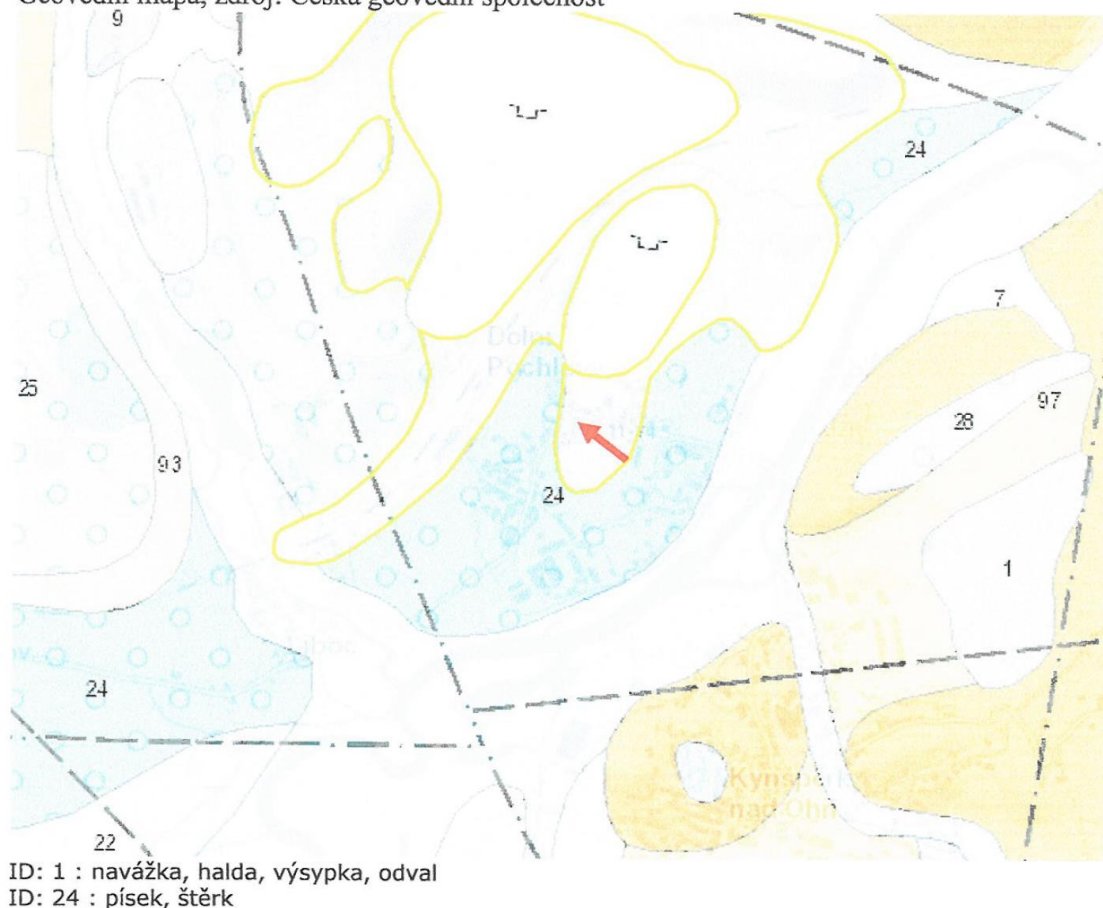 Geovědní mapa, zdroj: Česká geovědní společnost
9
24
7
25
97
28
93
24
1
24
Kynšperk
nad Ohří
22
ID: 1 : navážka, halda, výsypka, odval
ID: 24 : písek, štěrk